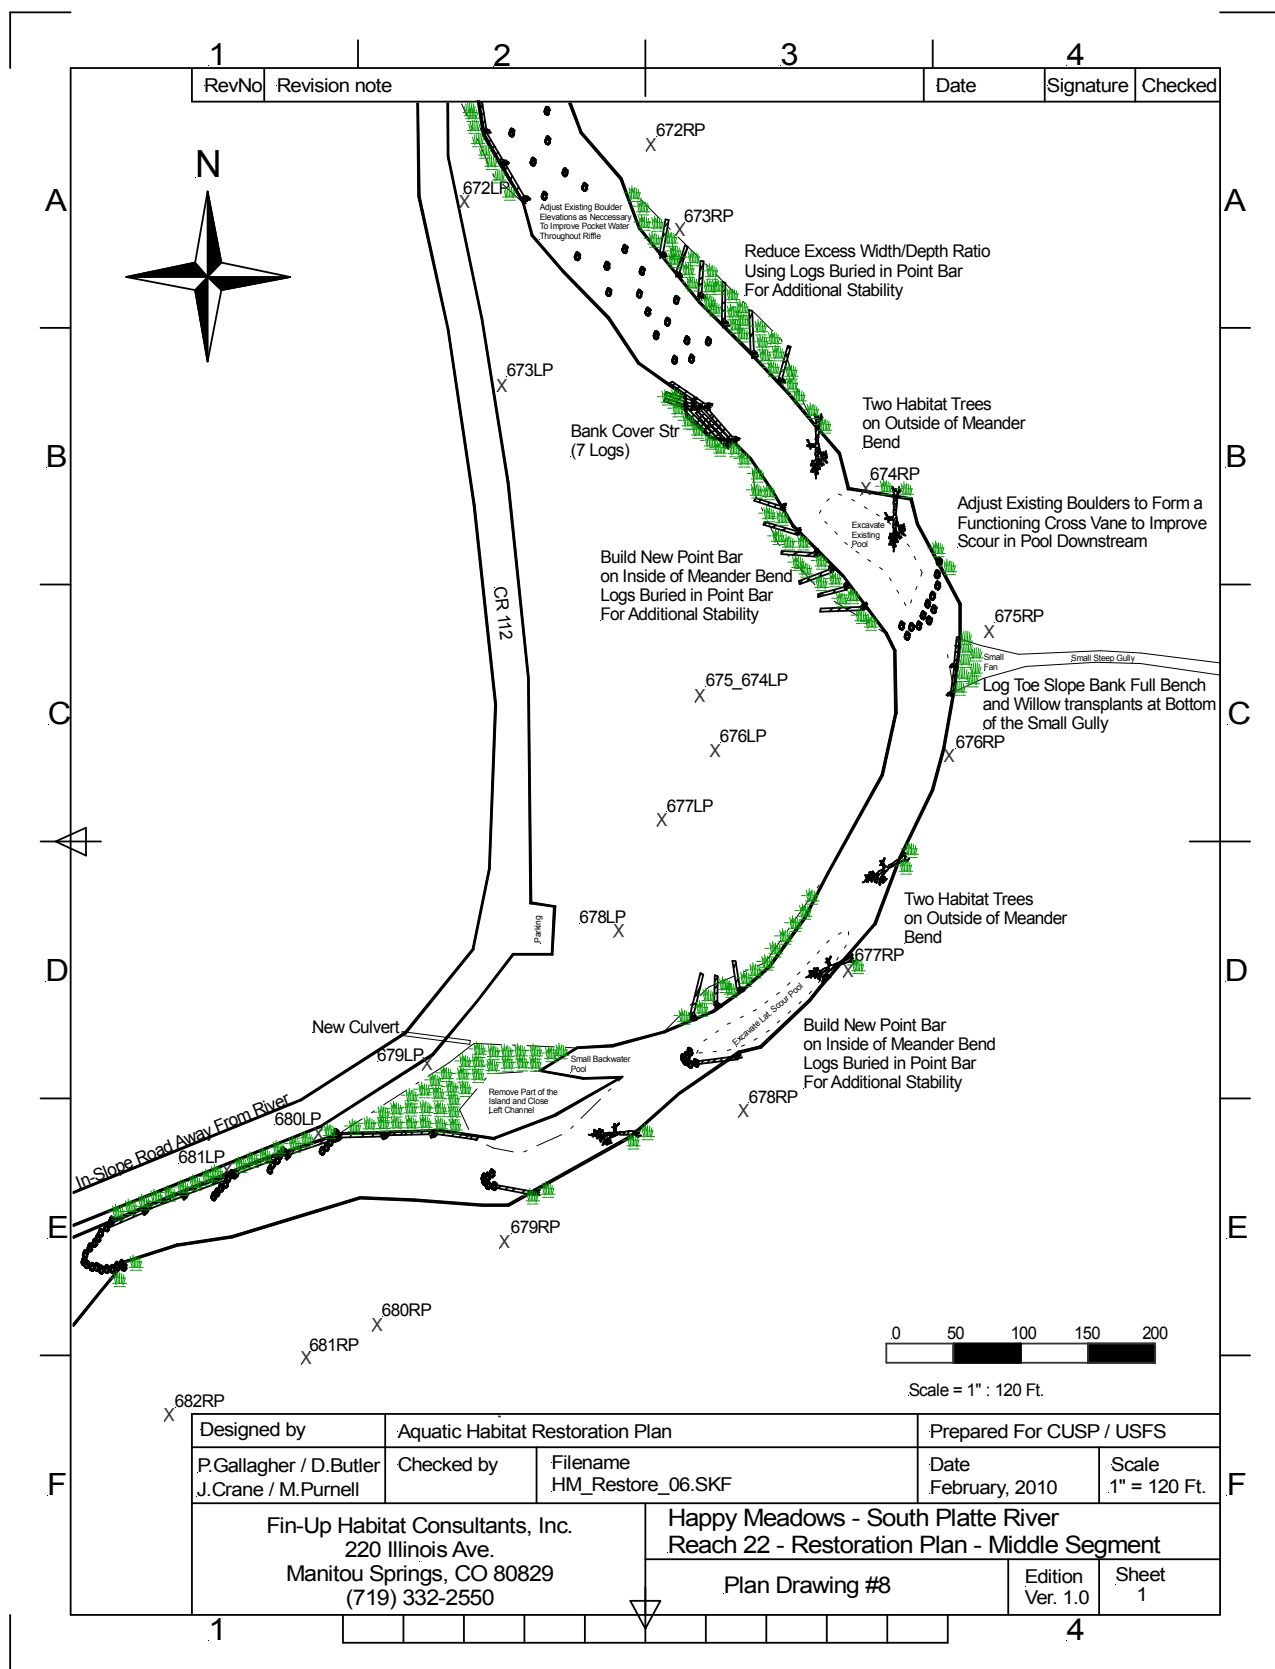 1
2
3
4
RevNo
Revision note
Date
Signature
Checked
N
A
A
672RP
672LP
Adjust Existing Boulder
Elevations as Neccessary
To Improve Pocket Water
Throughout Riffle
673RP
Reduce Excess Width/Depth Ratio
Using Logs Buried in Point Bar
For Additional Stability
673LP
Two Habitat Trees
on Outside of Meander
Bend
Bank Cover Str
(7 Logs)
B
B
674RP
Adjust Existing Boulders to Form a
Functioning Cross Vane to Improve
Scour in Pool Downstream
Excavate
Existing
Pool
Build New Point Bar
on Inside of Meander Bend
Logs Buried in Point Bar
For Additional Stability
CR 112
675RP
Small
Fan
Small Steep Gully
675_674LP
Log Toe Slope Bank Full Bench
and Willow transplants at Bottom
of the Small Gully
C
C
676LP
676RP
677LP
Two Habitat Trees
on Outside of Meander
Bend
678LP
Parking
677RP
D
D
Excavate Lat. Scour Pool
New Culvert
Build New Point Bar
on Inside of Meander Bend
Logs Buried in Point Bar
For Additional Stability
679LP
Small Backwater
Pool
Remove Part of the
Island and Close
Left Channel
678RP
680LP
In-Slope Road Away From River
681LP
E
E
679RP
680RP
681RP
0 50 100 150 200
Scale = 1" : 120 Ft.
682RP
Designed by
Aquatic Habitat Restoration Plan
Prepared For CUSP / USFS
P.Gallagher / D.Butler
J.Crane / M.Purnell
Checked by
Filename
HM_Restore_06.SKF
Date
February, 2010
Scale
1" = 120 Ft.
F
F
Fin-Up Habitat Consultants, Inc.
220 Illinois Ave.
Manitou Springs, CO 80829
(719) 332-2550
Happy Meadows - South Platte River
Reach 22 - Restoration Plan - Middle Segment
Plan Drawing #8
Edition
Ver. 1.0
Sheet
1
1
4